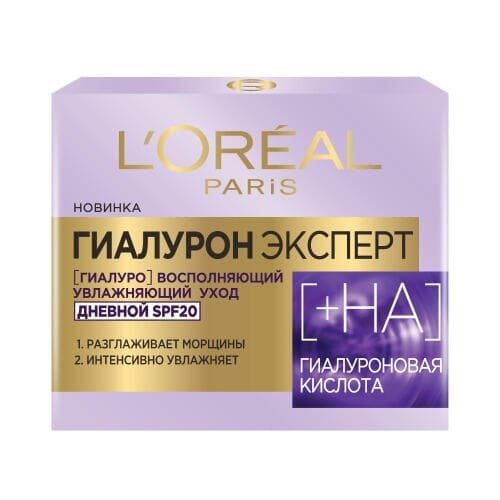 L'ORÉAL
PARiS
НОВИНКА
ГИАЛУРОН ЭКСПЕРТ
[ГИАЛУРО] ВОСПОЛНЯЮЩИЙ
УВЛАЖНЯЮЩИЙ УХОД
ДНЕВНОЙ SPF20
1. РАЗГЛАЖИВАЕТ МОРЩИНЫ
2. ИНТЕНСИВНО УВЛАЖНЯЕТ
[+HA]
ГИАЛУРОНОВАЯ
КИСЛОТА